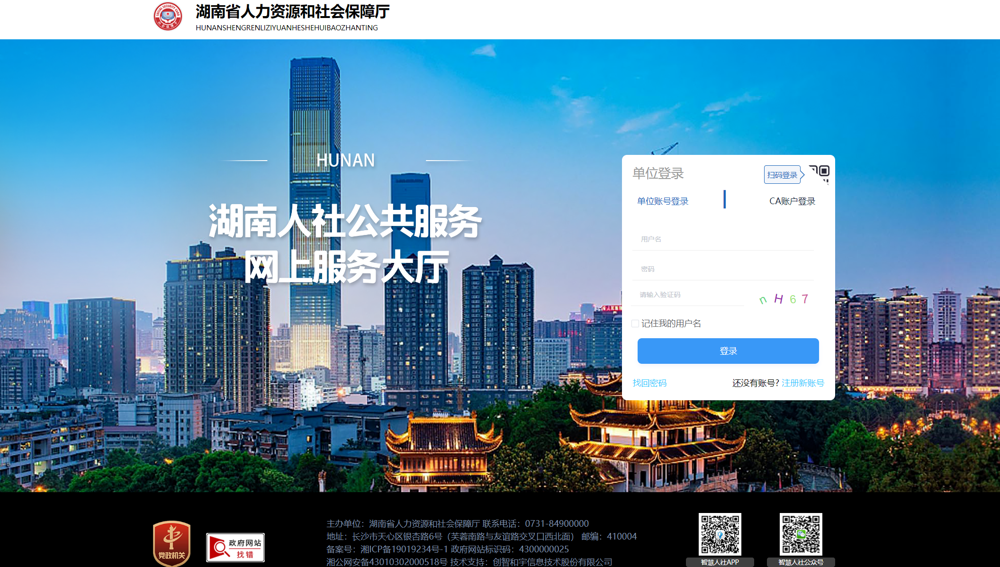 湖南省人力资源和社会保障厅
HUNANSHENGRENLIZIYUANHESHEHUIBAOZHANTING
HUNAN
湖南人社公共服务
网上服务大厅
单位登录
扫码登录
单位账号登录
CA账户登录
用户名
密码
请输入验证码
n H 6 7
记住我的用户名
登录
找回密码
还没有账号? 注册新账号
党政机关
政府网站
找错
主办单位：湖南省人力资源和社会保障厅 联系电话：0731-84900000
地址：长沙市天心区银杏路6号（芙蓉南路与友谊路交叉口西北面） 邮编：410004
备案号：湘ICP备19019234号-1 政府网站标识码：4300000025
湘公网安备43010302000518号 技术支持：创智和宇信息技术股份有限公司
智慧人社APP
智慧人社公众号